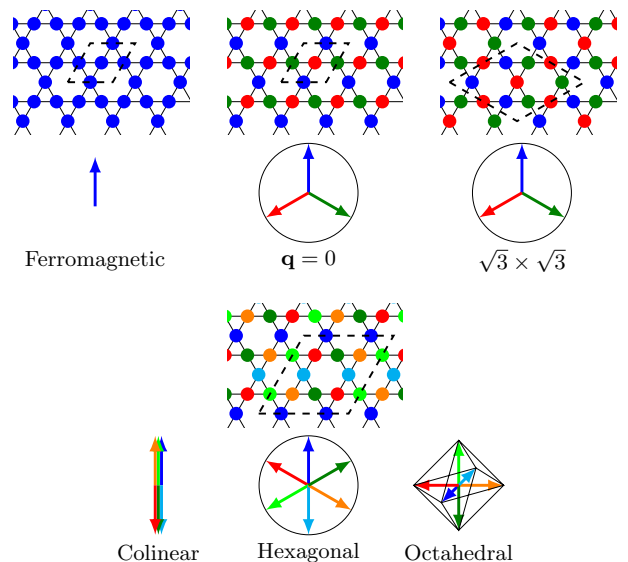 Ferromagnetic
q = 0
√3 × √3
Colinear
Hexagonal
Octahedral